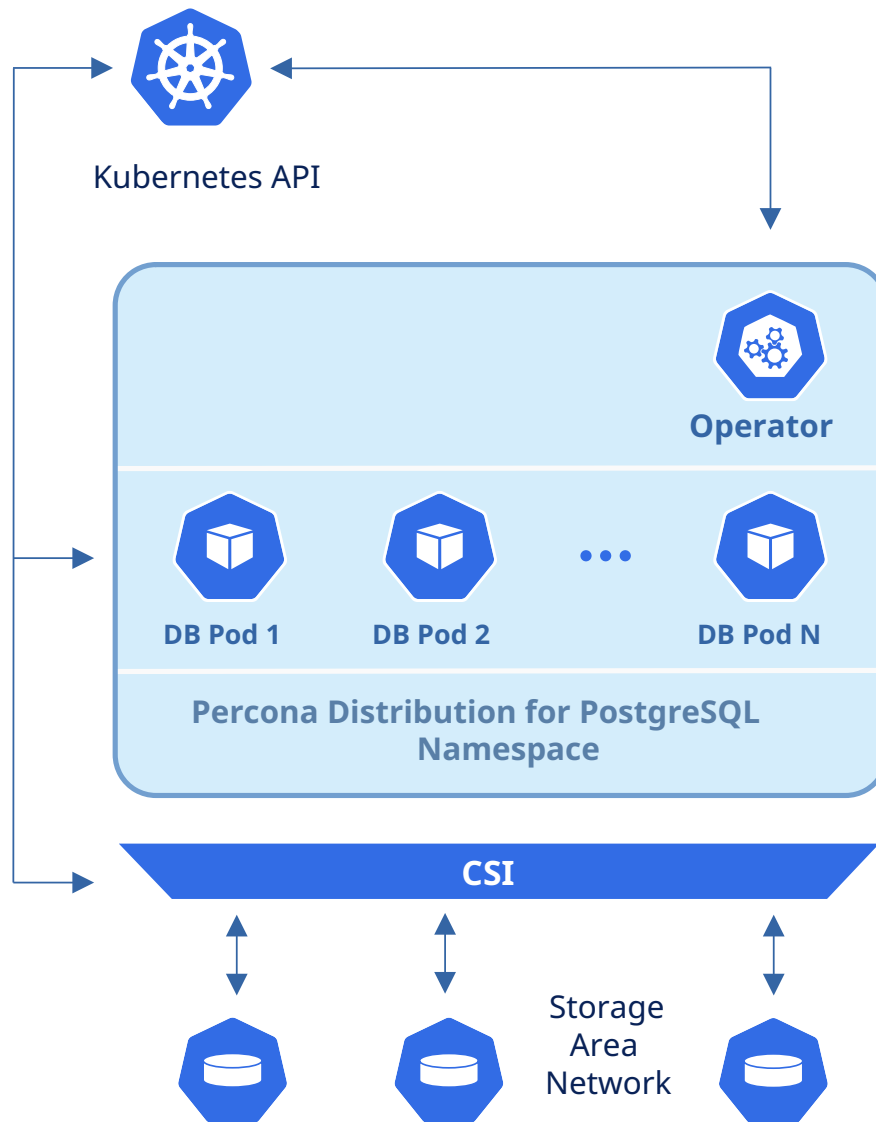 Kubernetes API
Operator
DB Pod 1
DB Pod 2
DB Pod N
Percona Distribution for PostgreSQL
Namespace
CSI
Storage
Area
Network